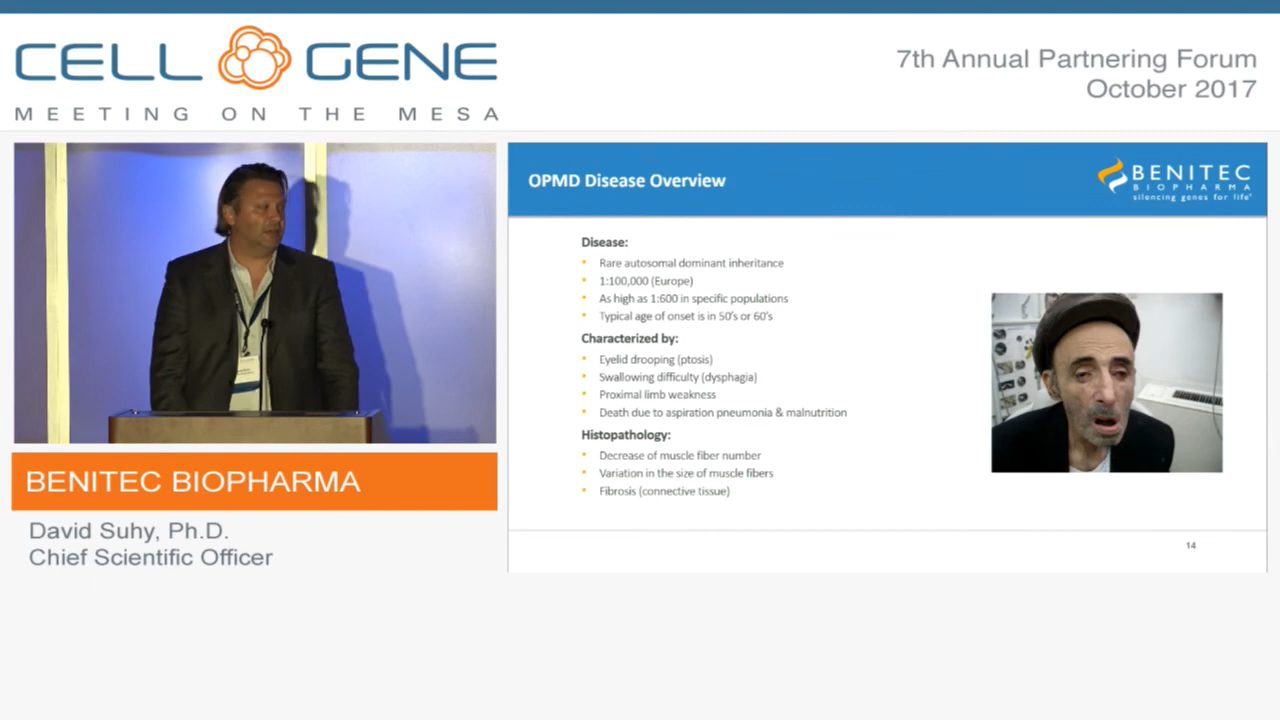 CELL GENE
MEETING ON THE MESA
7th Annual Partnering Forum
October 2017
OPMD Disease Overview
BENITEC
BIOPHARMA
silencing genes for life
Disease:
Rare autosomal dominant inheritance
1:100,000 (Europe)
As high as 1:600 in specific populations
Typical age of onset is in 50's or 60's
Characterized by:
Eyelid drooping (ptosis)
Swallowing difficulty (dysphagia)
Proximal limb weakness
Death due to aspiration pneumonia & malnutrition
Histopathology:
Decrease of muscle fiber number
Variation in the size of muscle fibers
Fibrosis (connective tissue)
14
BENITEC BIOPHARMA
David Suhy, Ph.D.
Chief Scientific Officer